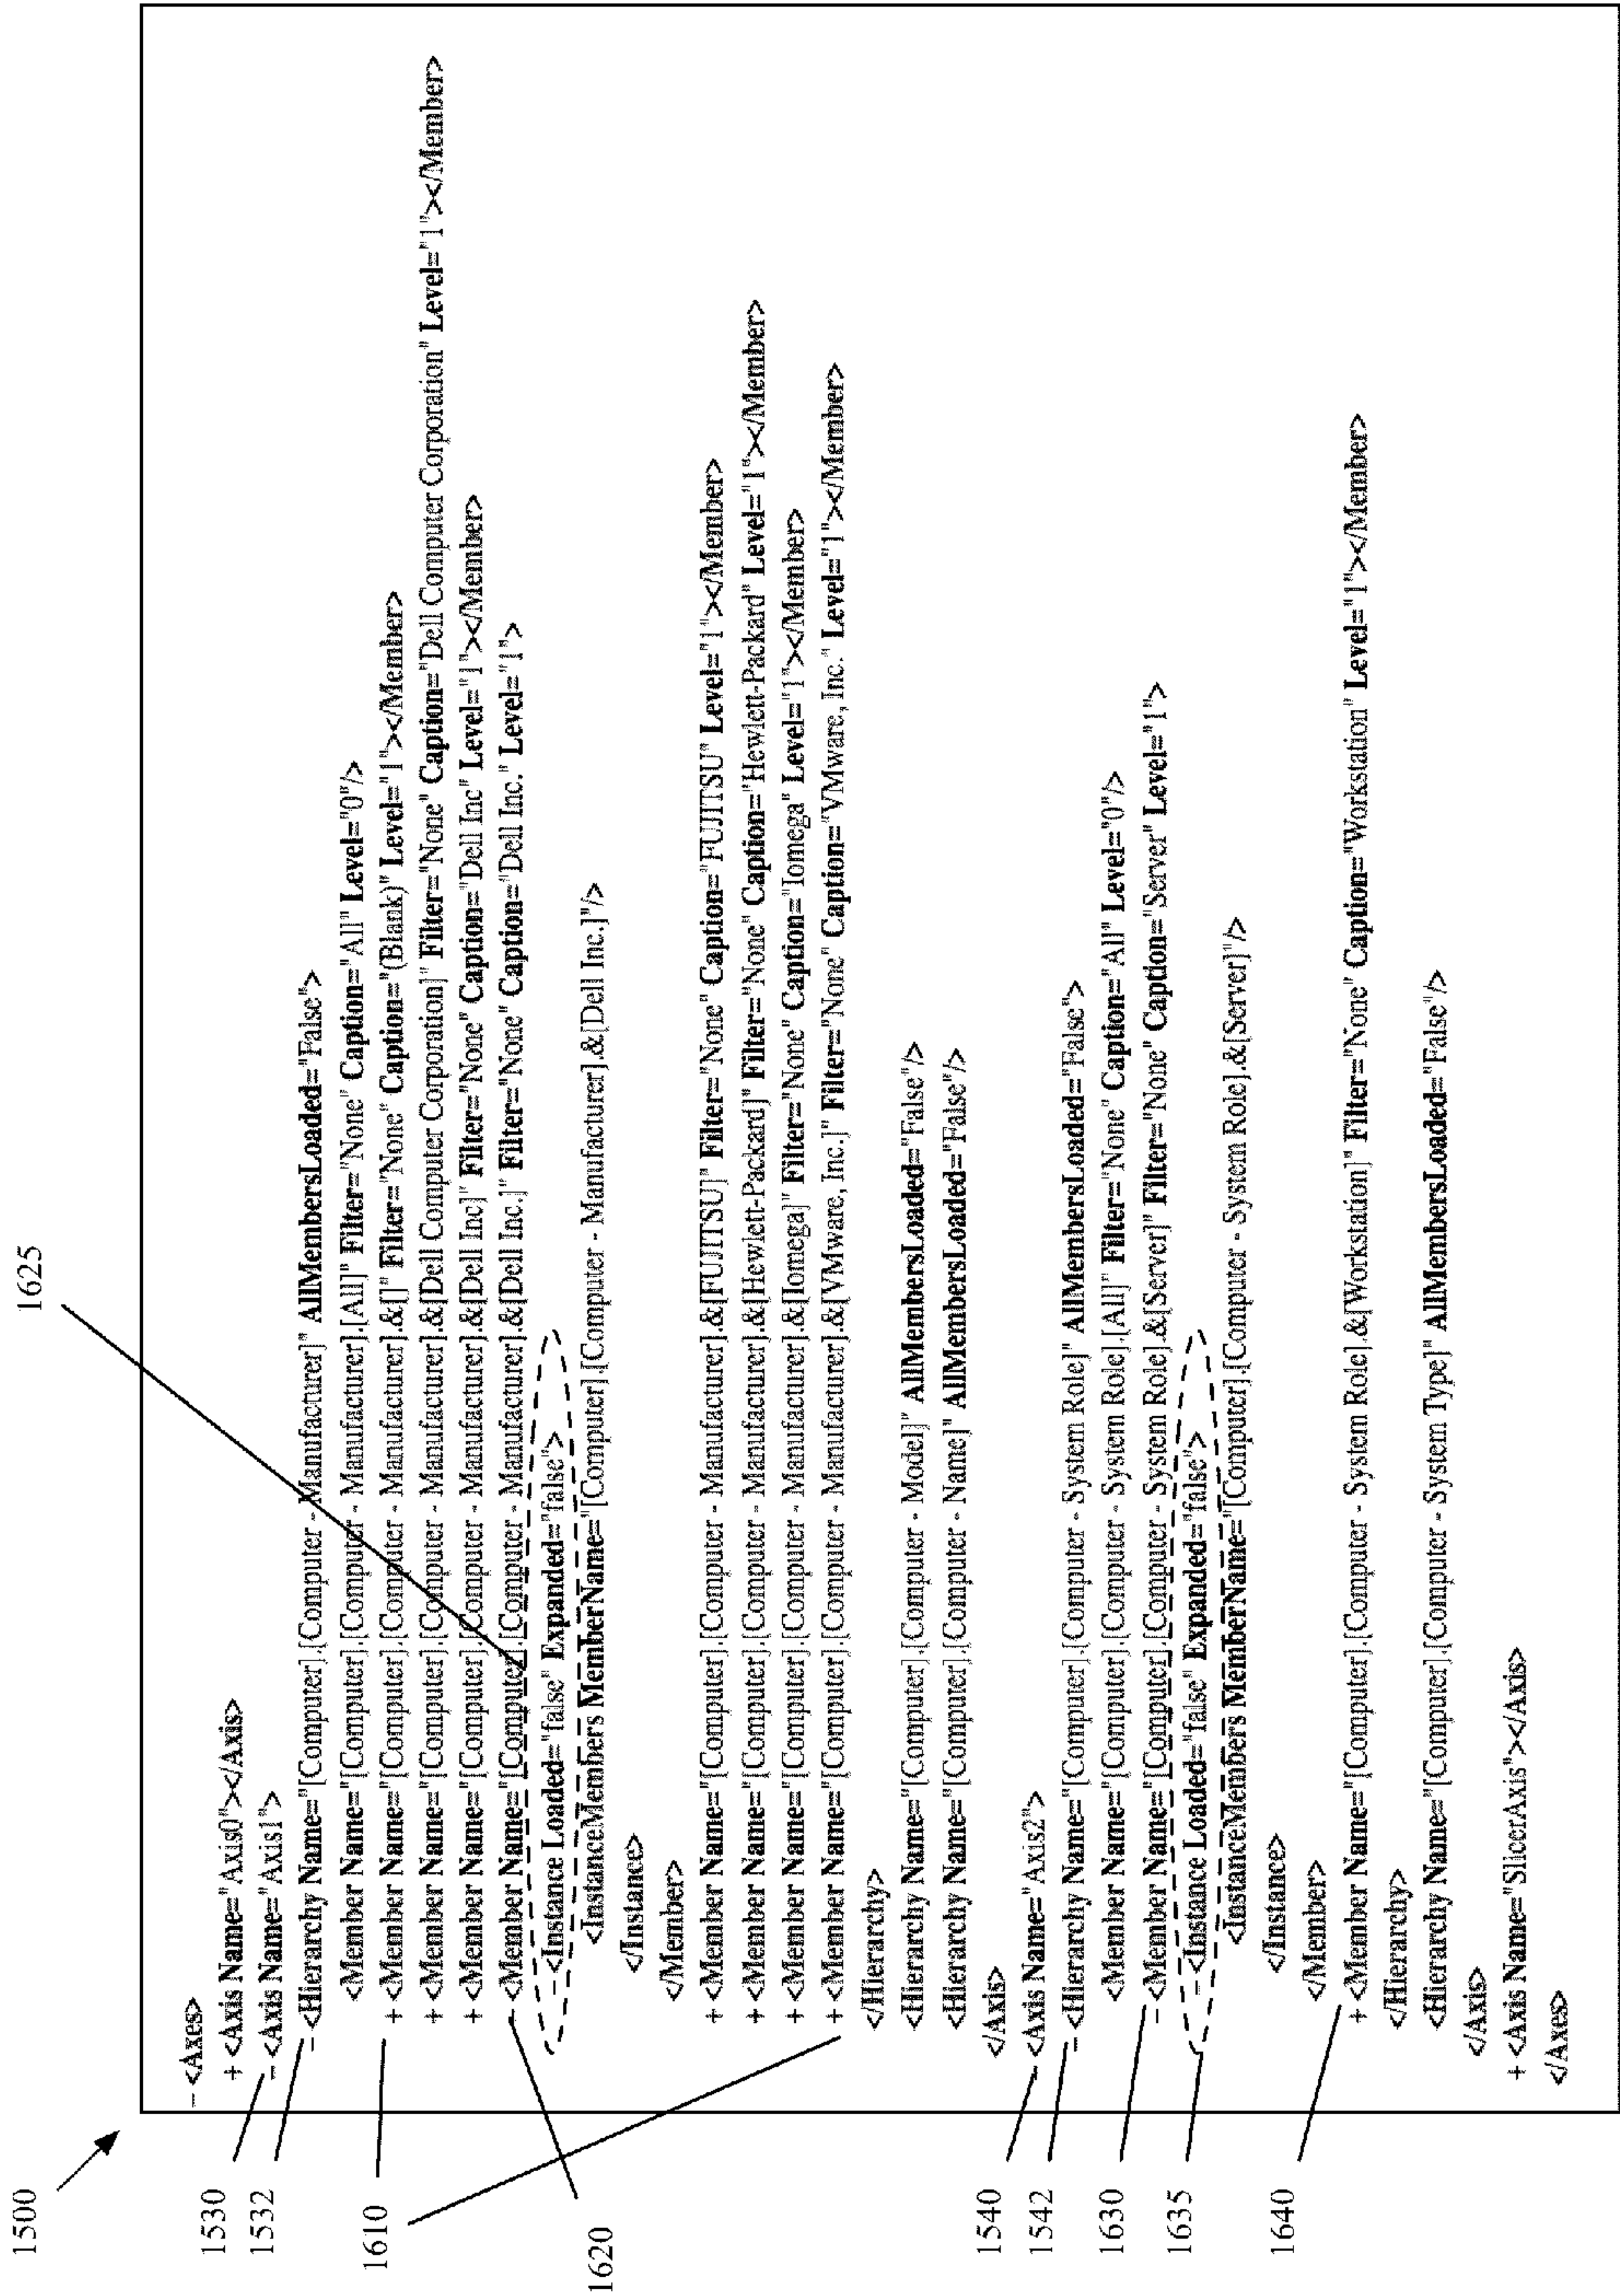 1500
1625
– <Axes>
+ <Axis Name="Axis0"></Axis>
1530 – <Axis Name="Axis1">
1532 – <Hierarchy Name="[Computer].[Computer - Manufacturer]" AllMembersLoaded="False">
<Member Name="[Computer].[Computer - Manufacturer].[All]" Filter="None" Caption="All" Level="0"/>
1610 + <Member Name="[Computer].[Computer - Manufacturer].&[]" Filter="None" Caption="(Blank)" Level="1"></Member>
+ <Member Name="[Computer].[Computer - Manufacturer].&[Dell Computer Corporation]" Filter="None" Caption="Dell Computer Corporation" Level="1"></Member>
+ <Member Name="[Computer].[Computer - Manufacturer].&[Dell Inc]" Filter="None" Caption="Dell Inc" Level="1"></Member>
1620 <Member Name="[Computer].[Computer - Manufacturer].&[Dell Inc.]" Filter="None" Caption="Dell Inc." Level="1">
– <Instance Loaded="false" Expanded="false">
<InstanceMembers MemberName="[Computer].[Computer - Manufacturer].&[Dell Inc.]"/>
</Instance>
</Member>
+ <Member Name="[Computer].[Computer - Manufacturer].&[FUJITSU]" Filter="None" Caption="FUJITSU" Level="1"></Member>
+ <Member Name="[Computer].[Computer - Manufacturer].&[Hewlett-Packard]" Filter="None" Caption="Hewlett-Packard" Level="1"></Member>
+ <Member Name="[Computer].[Computer - Manufacturer].&[Iomega]" Filter="None" Caption="Iomega" Level="1"></Member>
+ <Member Name="[Computer].[Computer - Manufacturer].&[VMware, Inc.]" Filter="None" Caption="VMware, Inc." Level="1"></Member>
</Hierarchy>
<Hierarchy Name="[Computer].[Computer - Model]" AllMembersLoaded="False"/>
<Hierarchy Name="[Computer].[Computer - Name]" AllMembersLoaded="False"/>
</Axis>
1540 – <Axis Name="Axis2">
1542 – <Hierarchy Name="[Computer].[Computer - System Role]" AllMembersLoaded="False">
<Member Name="[Computer].[Computer - System Role].[All]" Filter="None" Caption="All" Level="0"/>
1630 – <Member Name="[Computer].[Computer - System Role].&[Server]" Filter="None" Caption="Server" Level="1">
1635 – <Instance Loaded="false" Expanded="false">
<InstanceMembers MemberName="[Computer].[Computer - System Role].&[Server]"/>
</Instance>
</Member>
1640 + <Member Name="[Computer].[Computer - System Role].&[Workstation]" Filter="None" Caption="Workstation" Level="1"></Member>
</Hierarchy>
<Hierarchy Name="[Computer].[Computer - System Type]" AllMembersLoaded="False"/>
</Axis>
+ <Axis Name="SlicerAxis"></Axis>
</Axes>